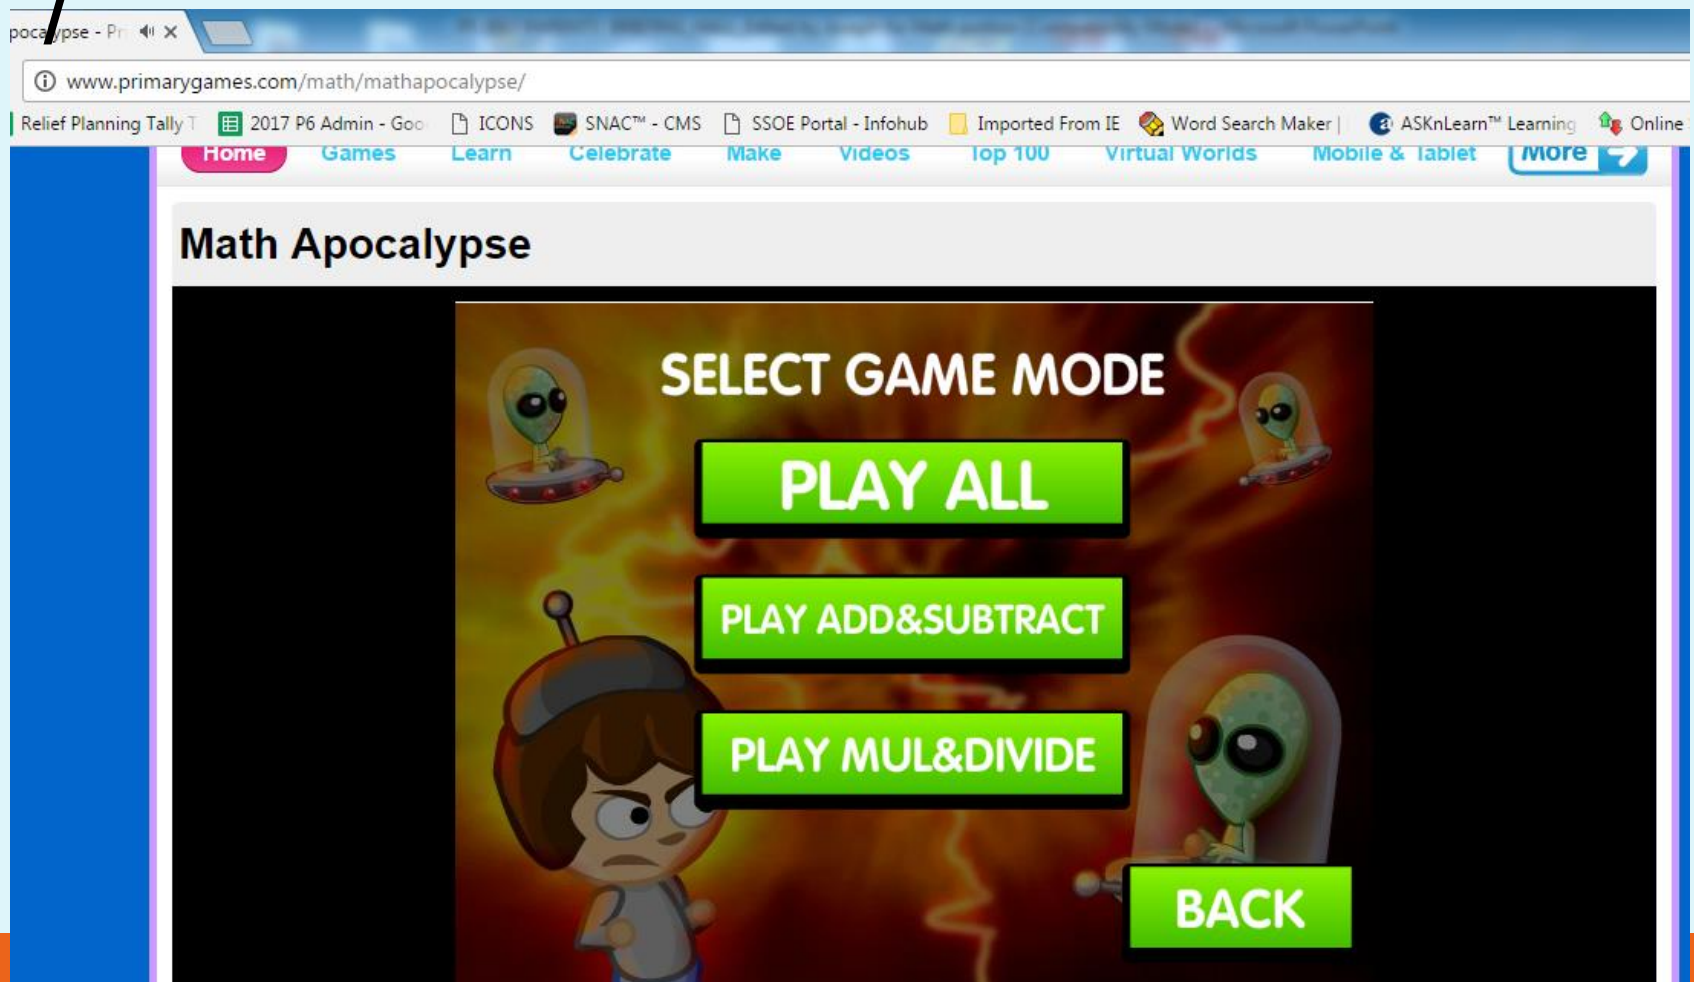 /
pocalypse - Pr
www.primarygames.com/math/mathapocalypse/
Relief Planning Tally T 2017 P6 Admin - Goo ICONS SNAC™ - CMS SSOE Portal - Infohub Imported From IE Word Search Maker | ASKnLearn™ Learning Online
Home Games Learn Celebrate Make Videos Top 100 Virtual Worlds Mobile & Tablet More
Math Apocalypse
SELECT GAME MODE
PLAY ALL
PLAY ADD&SUBTRACT
PLAY MUL&DIVIDE
BACK